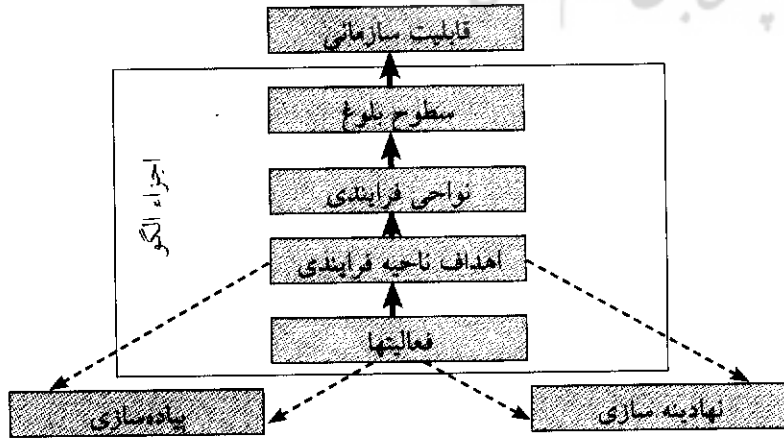 قابلیت سازمانی
سطوح بلوغ
نواحی فرایندی
اهداف ناحیه فرایندی
فعالیتها
اجزاء الگو
نهادینه سازی
پیاده‌سازی